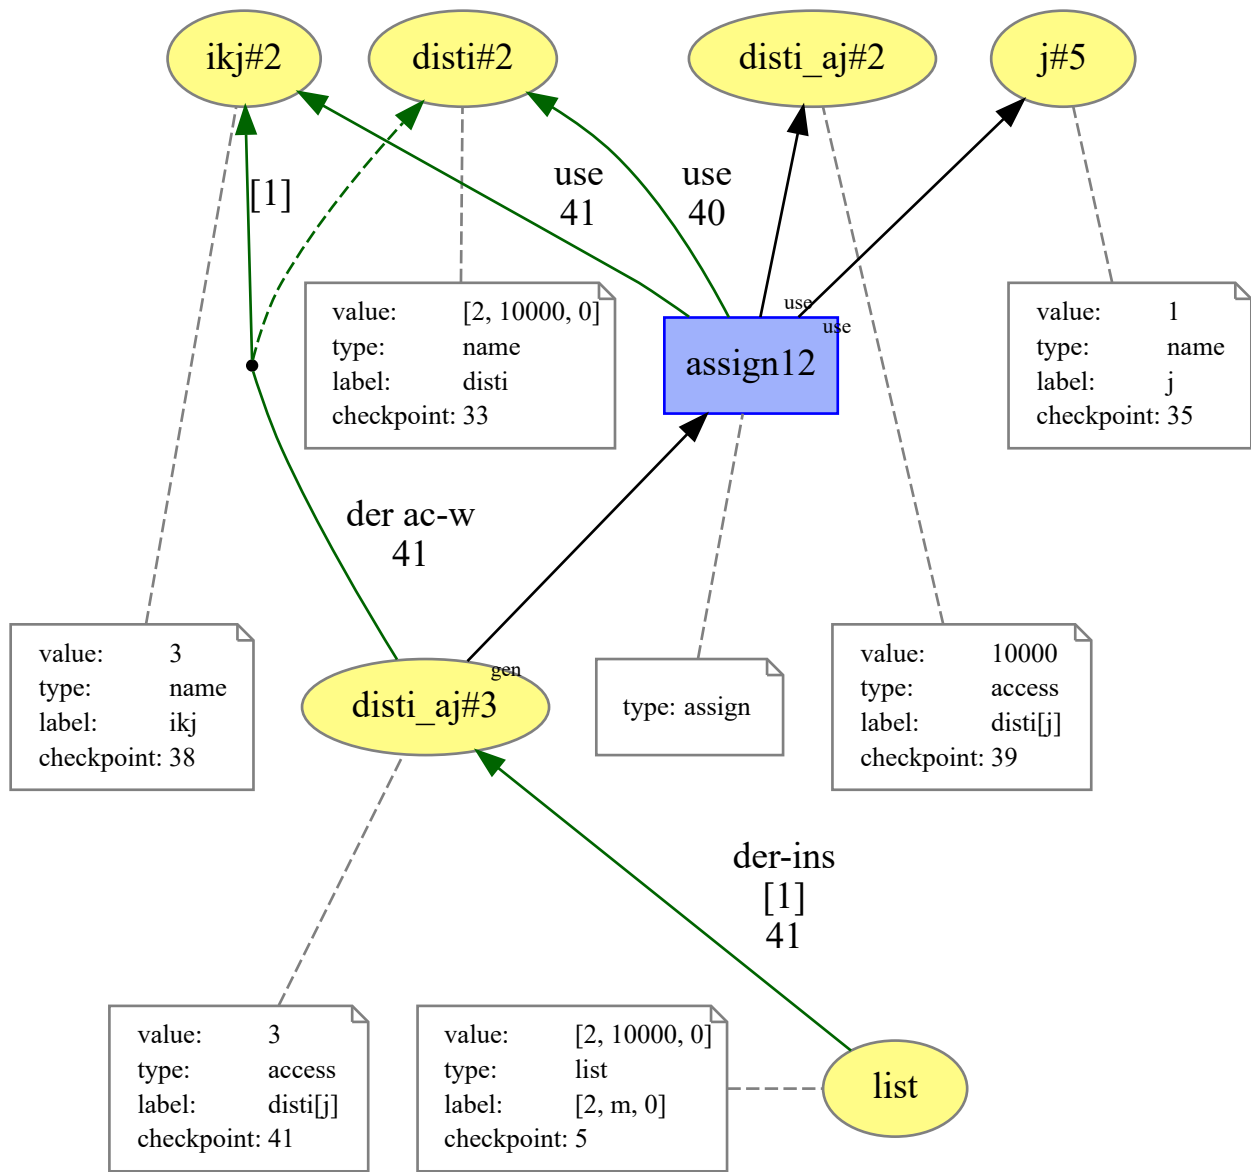 ikj#2
disti#2
disti_aj#2
j#5
[1]
use
41
use
40
value: [2, 10000, 0]
type: name
label: disti
checkpoint: 33
use
use
assign12
value: 1
type: name
label: j
checkpoint: 35
der ac-w
41
value: 3
type: name
label: ikj
checkpoint: 38
gen
disti_aj#3
type: assign
value: 10000
type: access
label: disti[j]
checkpoint: 39
der-ins
[1]
41
value: 3
type: access
label: disti[j]
checkpoint: 41
value: [2, 10000, 0]
type: list
label: [2, m, 0]
checkpoint: 5
list